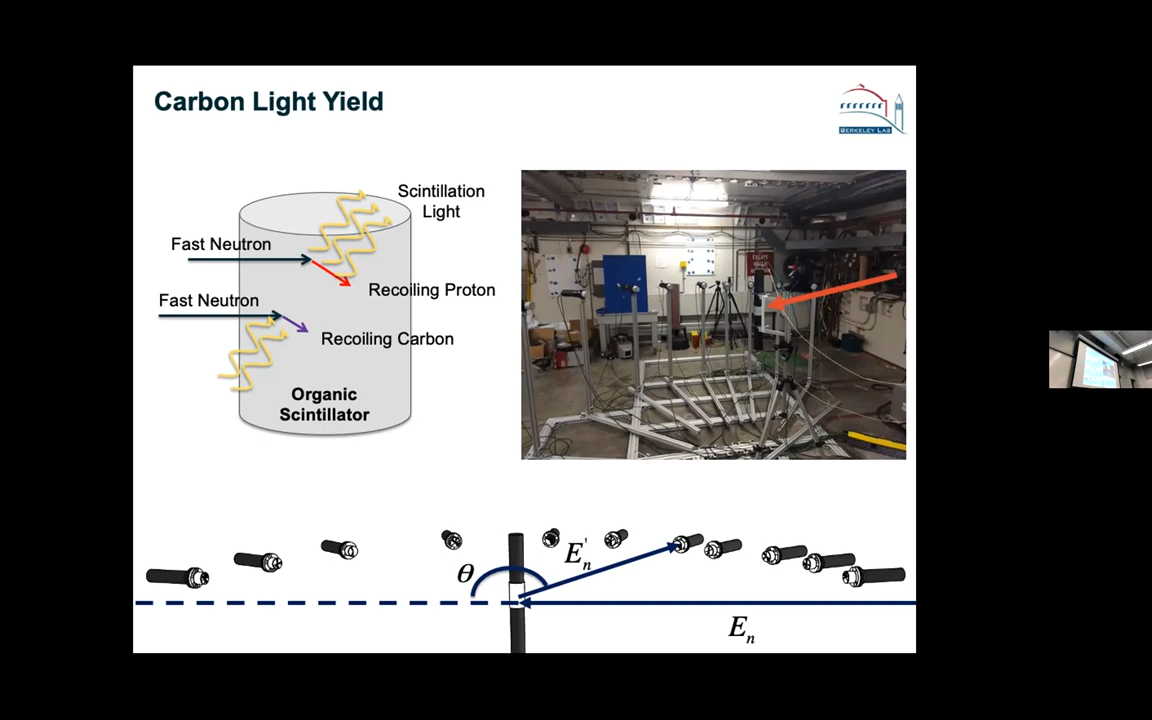 Carbon Light Yield
BERKELEY LAB
Scintillation
Light
Fast Neutron
Recoiling Proton
Fast Neutron
Recoiling Carbon
Organic
Scintillator
θ
E'n
En